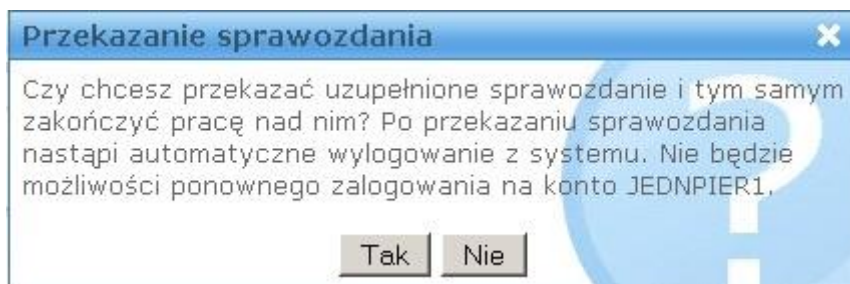 Przekazanie sprawozdania
Czy chcesz przekazać uzupełnione sprawozdanie i tym samym
zakończyć pracę nad nim? Po przekazaniu sprawozdania
nastąpi automatyczne wylogowanie z systemu. Nie będzie
możliwości ponownego zalogowania na konto JEDNPIER1.
Tak Nie